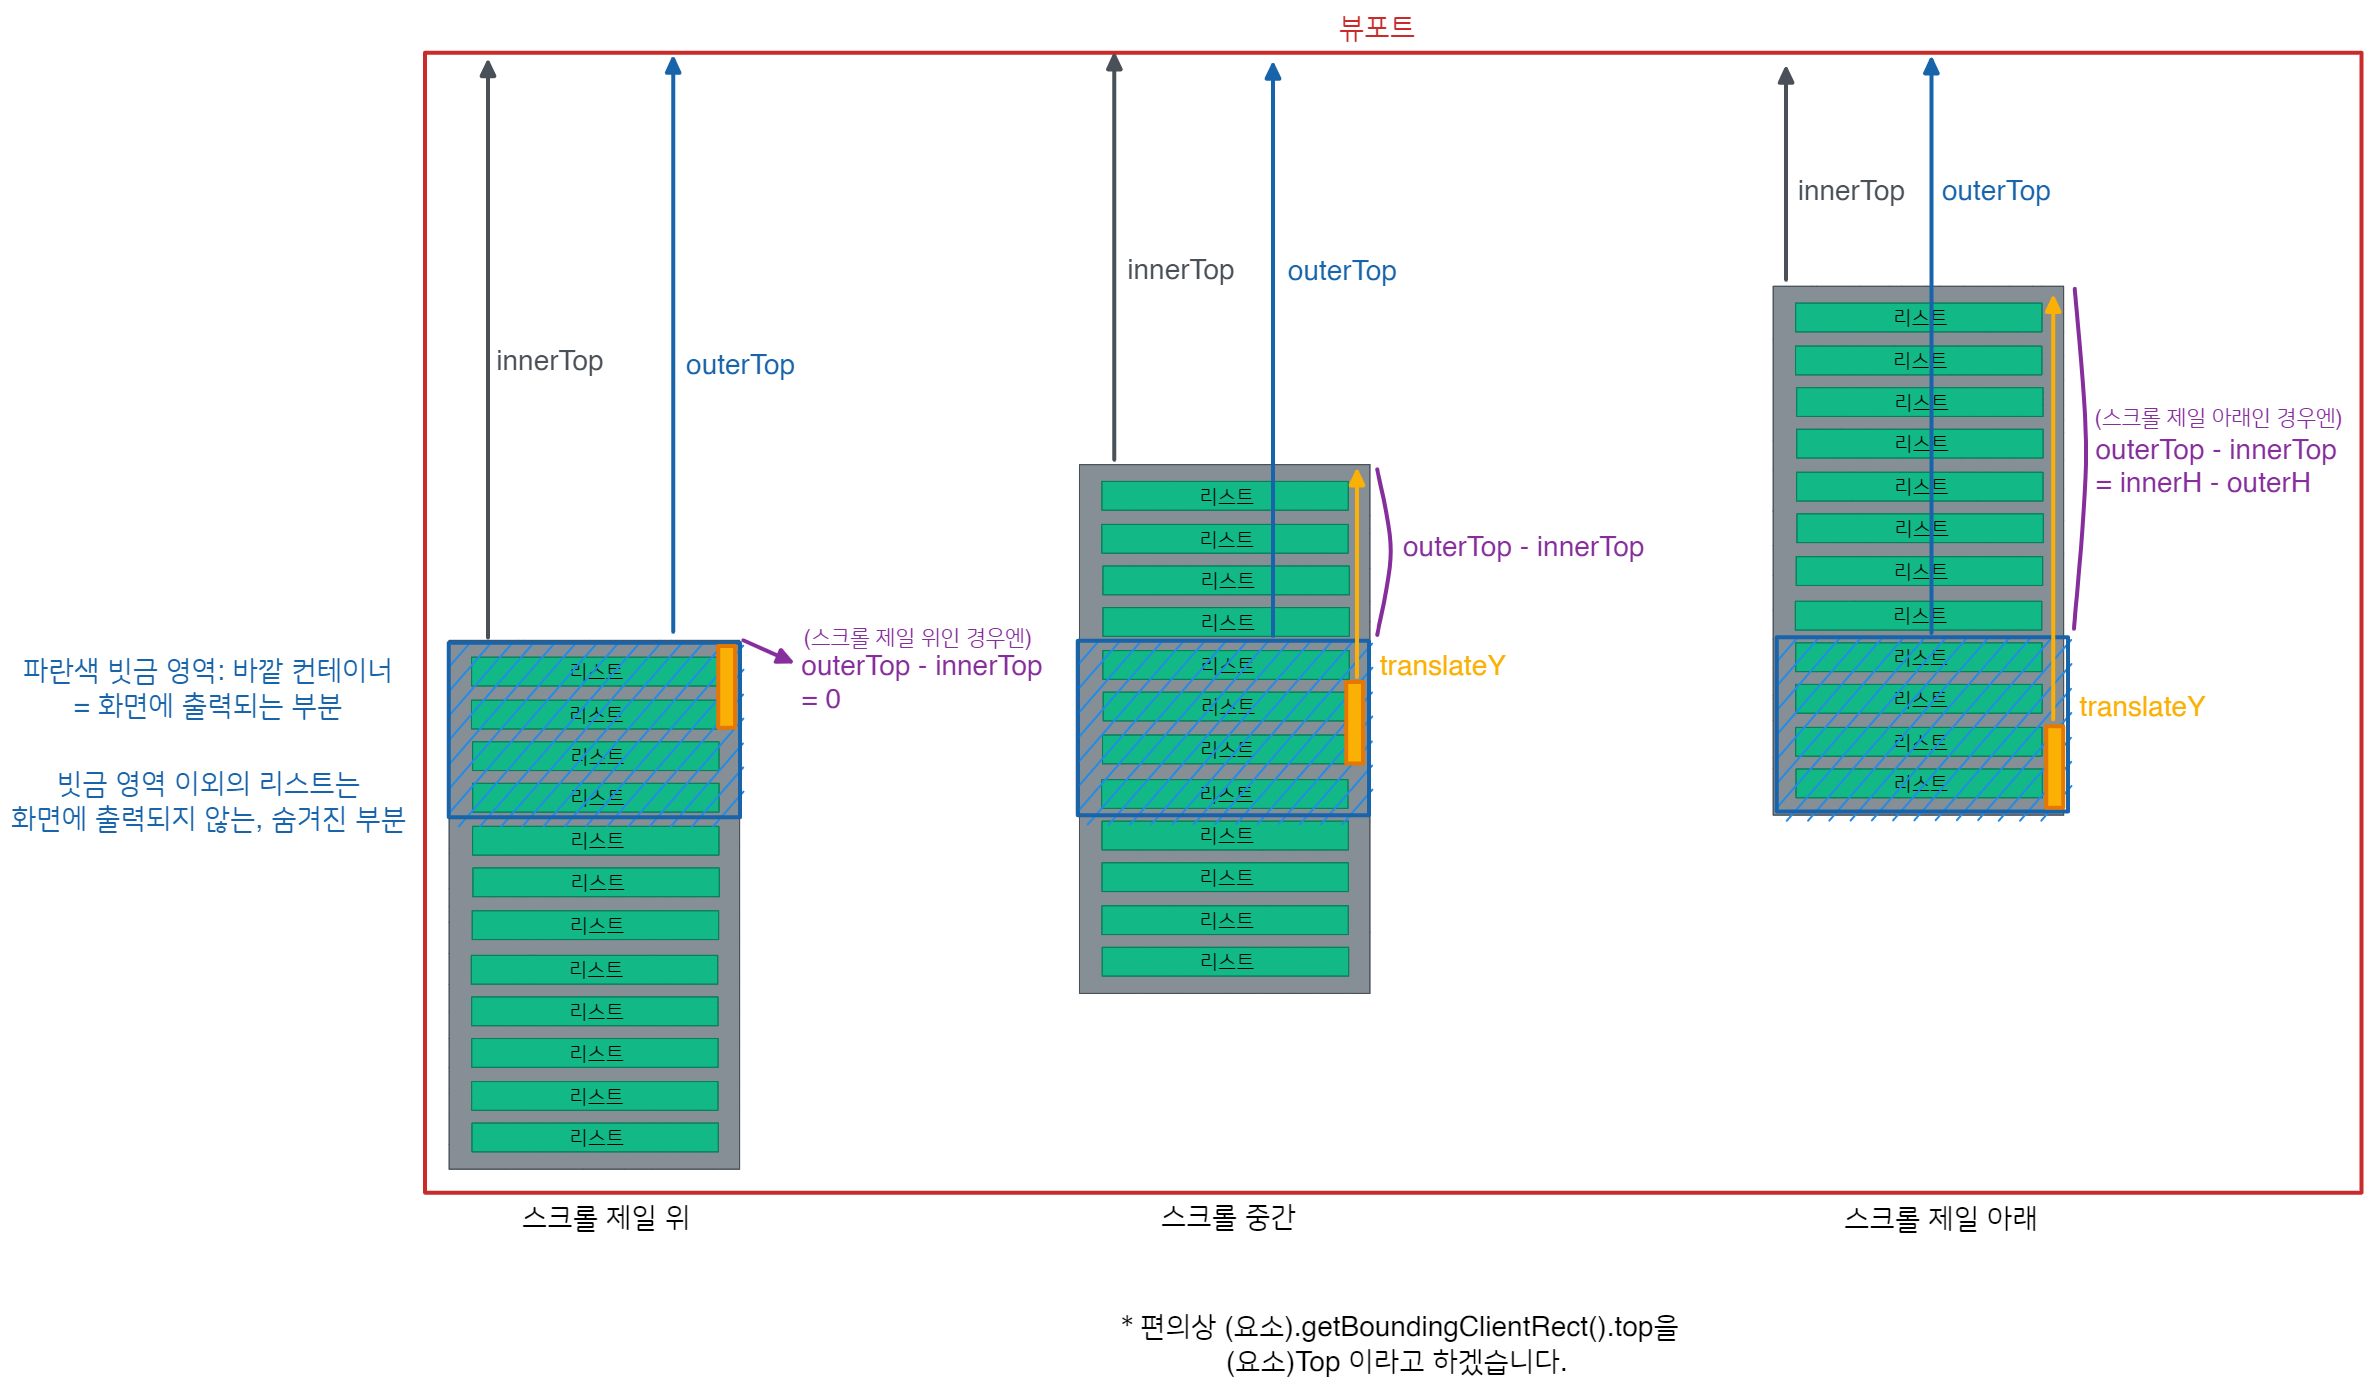 뷰포트
innerTop
outerTop
innerTop
outerTop
innerTop
outerTop
파란색 빗금 영역: 바깥 컨테이너
= 화면에 출력되는 부분
빗금 영역 이외의 리스트는
화면에 출력되지 않는, 숨겨진 부분
리스트
리스트
리스트
리스트
리스트
리스트
리스트
리스트
리스트
리스트
리스트
리스트
(스크롤 제일 위인 경우엔)
outerTop - innerTop
= 0
리스트
리스트
리스트
리스트
리스트
리스트
리스트
리스트
리스트
리스트
리스트
리스트
outerTop - innerTop
translateY
리스트
리스트
리스트
리스트
리스트
리스트
리스트
리스트
리스트
리스트
리스트
리스트
(스크롤 제일 아래인 경우엔)
outerTop - innerTop
= innerH - outerH
translateY
스크롤 제일 위
스크롤 중간
스크롤 제일 아래
* 편의상 (요소).getBoundingClientRect().top을
(요소)Top 이라고 하겠습니다.